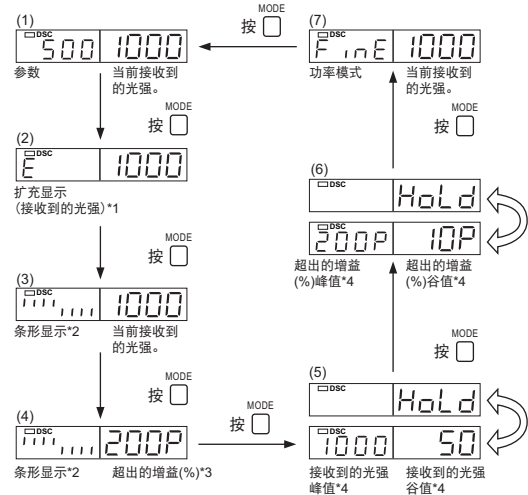 (1)
DSC
500 1000
参数
当前接收到
的光强。
MODE
按
(2)
DSC
E 1000
扩充显示
(接收到的光强)*1
MODE
按
(3)
DSC
1000
条形显示*2
当前接收到
的光强。
MODE
按
(4)
DSC
200P
条形显示*2
超出的增益(%)*3
MODE
按
(5)
DSC
HoLd
DSC
1000 50
接收到的光强
峰值*4
接收到的光强
谷值*4
MODE
按
(6)
DSC
HoLd
DSC
200P 10P
超出的增益
(%)峰值*4
超出的增益
(%)谷值*4
MODE
按
(7)
DSC
FinE 1000
功率模式
当前接收到
的光强。
MODE
按